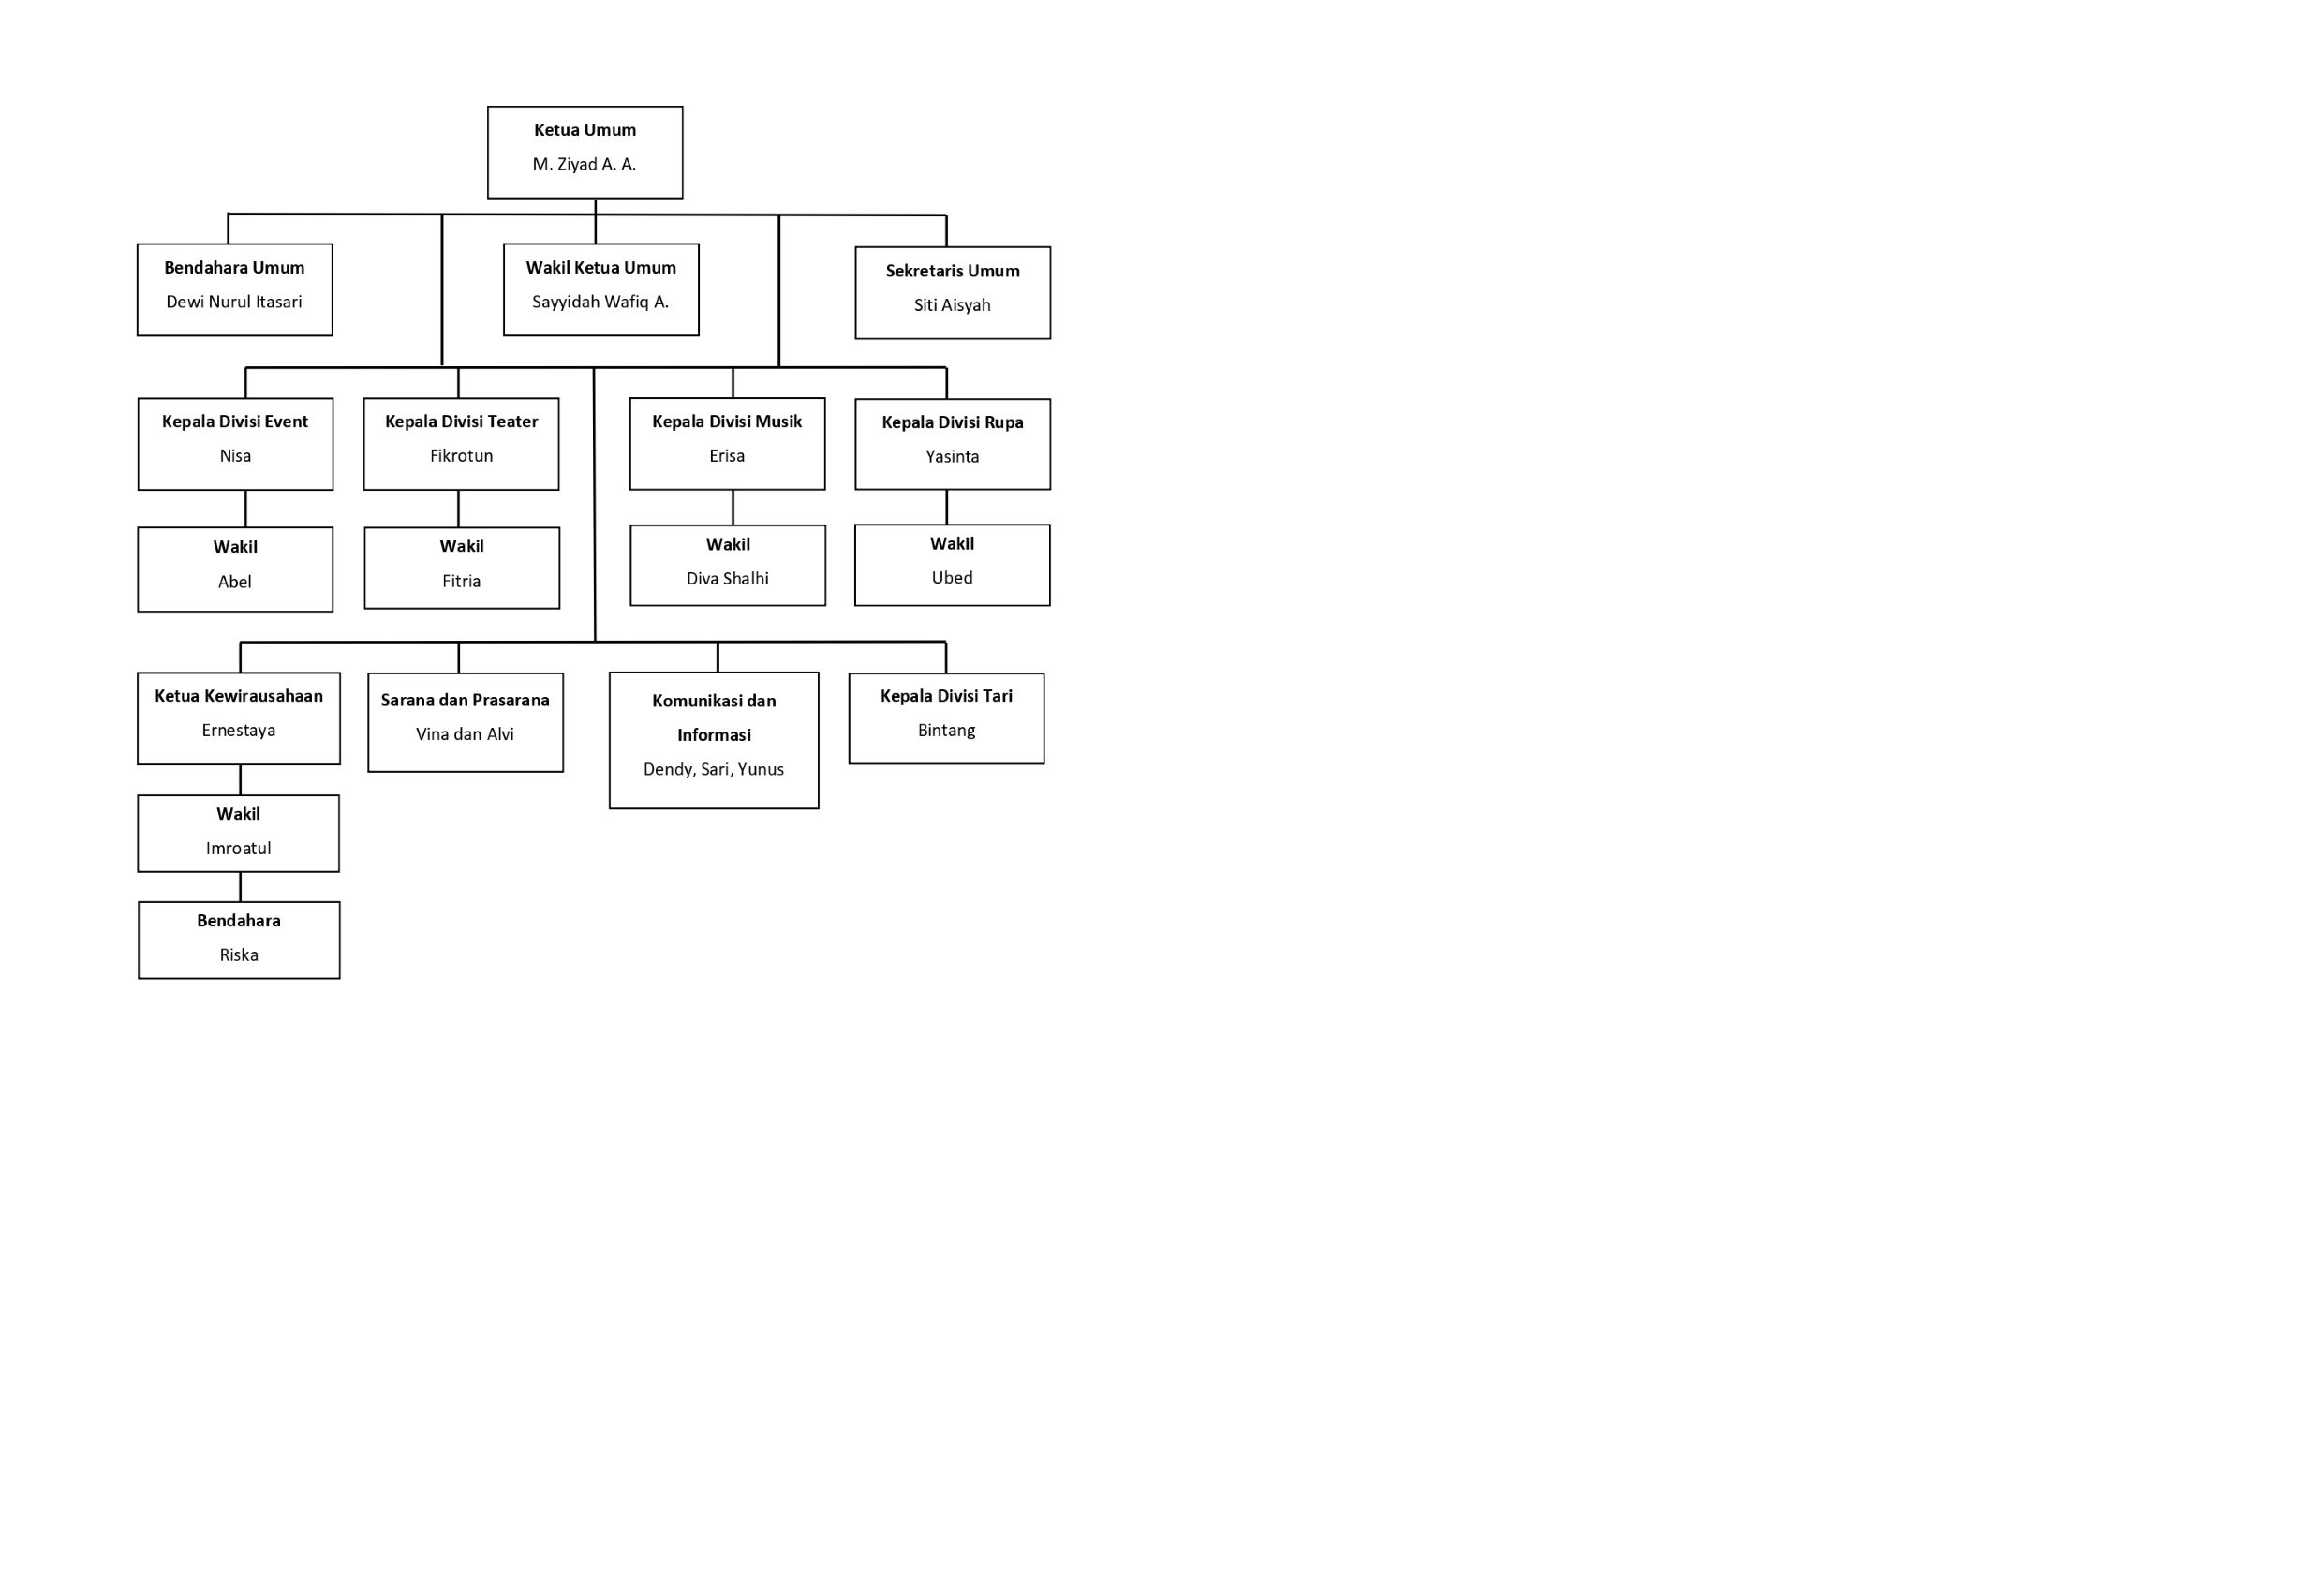 Ketua Umum
M. Ziyad A. A.
Bendahara Umum
Dewi Nurul Itasari
Wakil Ketua Umum
Sayyidah Wafiq A.
Sekretaris Umum
Siti Aisyah
Kepala Divisi Event
Nisa
Kepala Divisi Teater
Fikrotun
Kepala Divisi Musik
Erisa
Kepala Divisi Rupa
Yasinta
Wakil
Abel
Wakil
Fitria
Wakil
Diva Shalhi
Wakil
Ubed
Ketua Kewirausahaan
Ernestaya
Sarana dan Prasarana
Vina dan Alvi
Komunikasi dan
Informasi
Dendy, Sari, Yunus
Kepala Divisi Tari
Bintang
Wakil
Imroatul
Bendahara
Riska